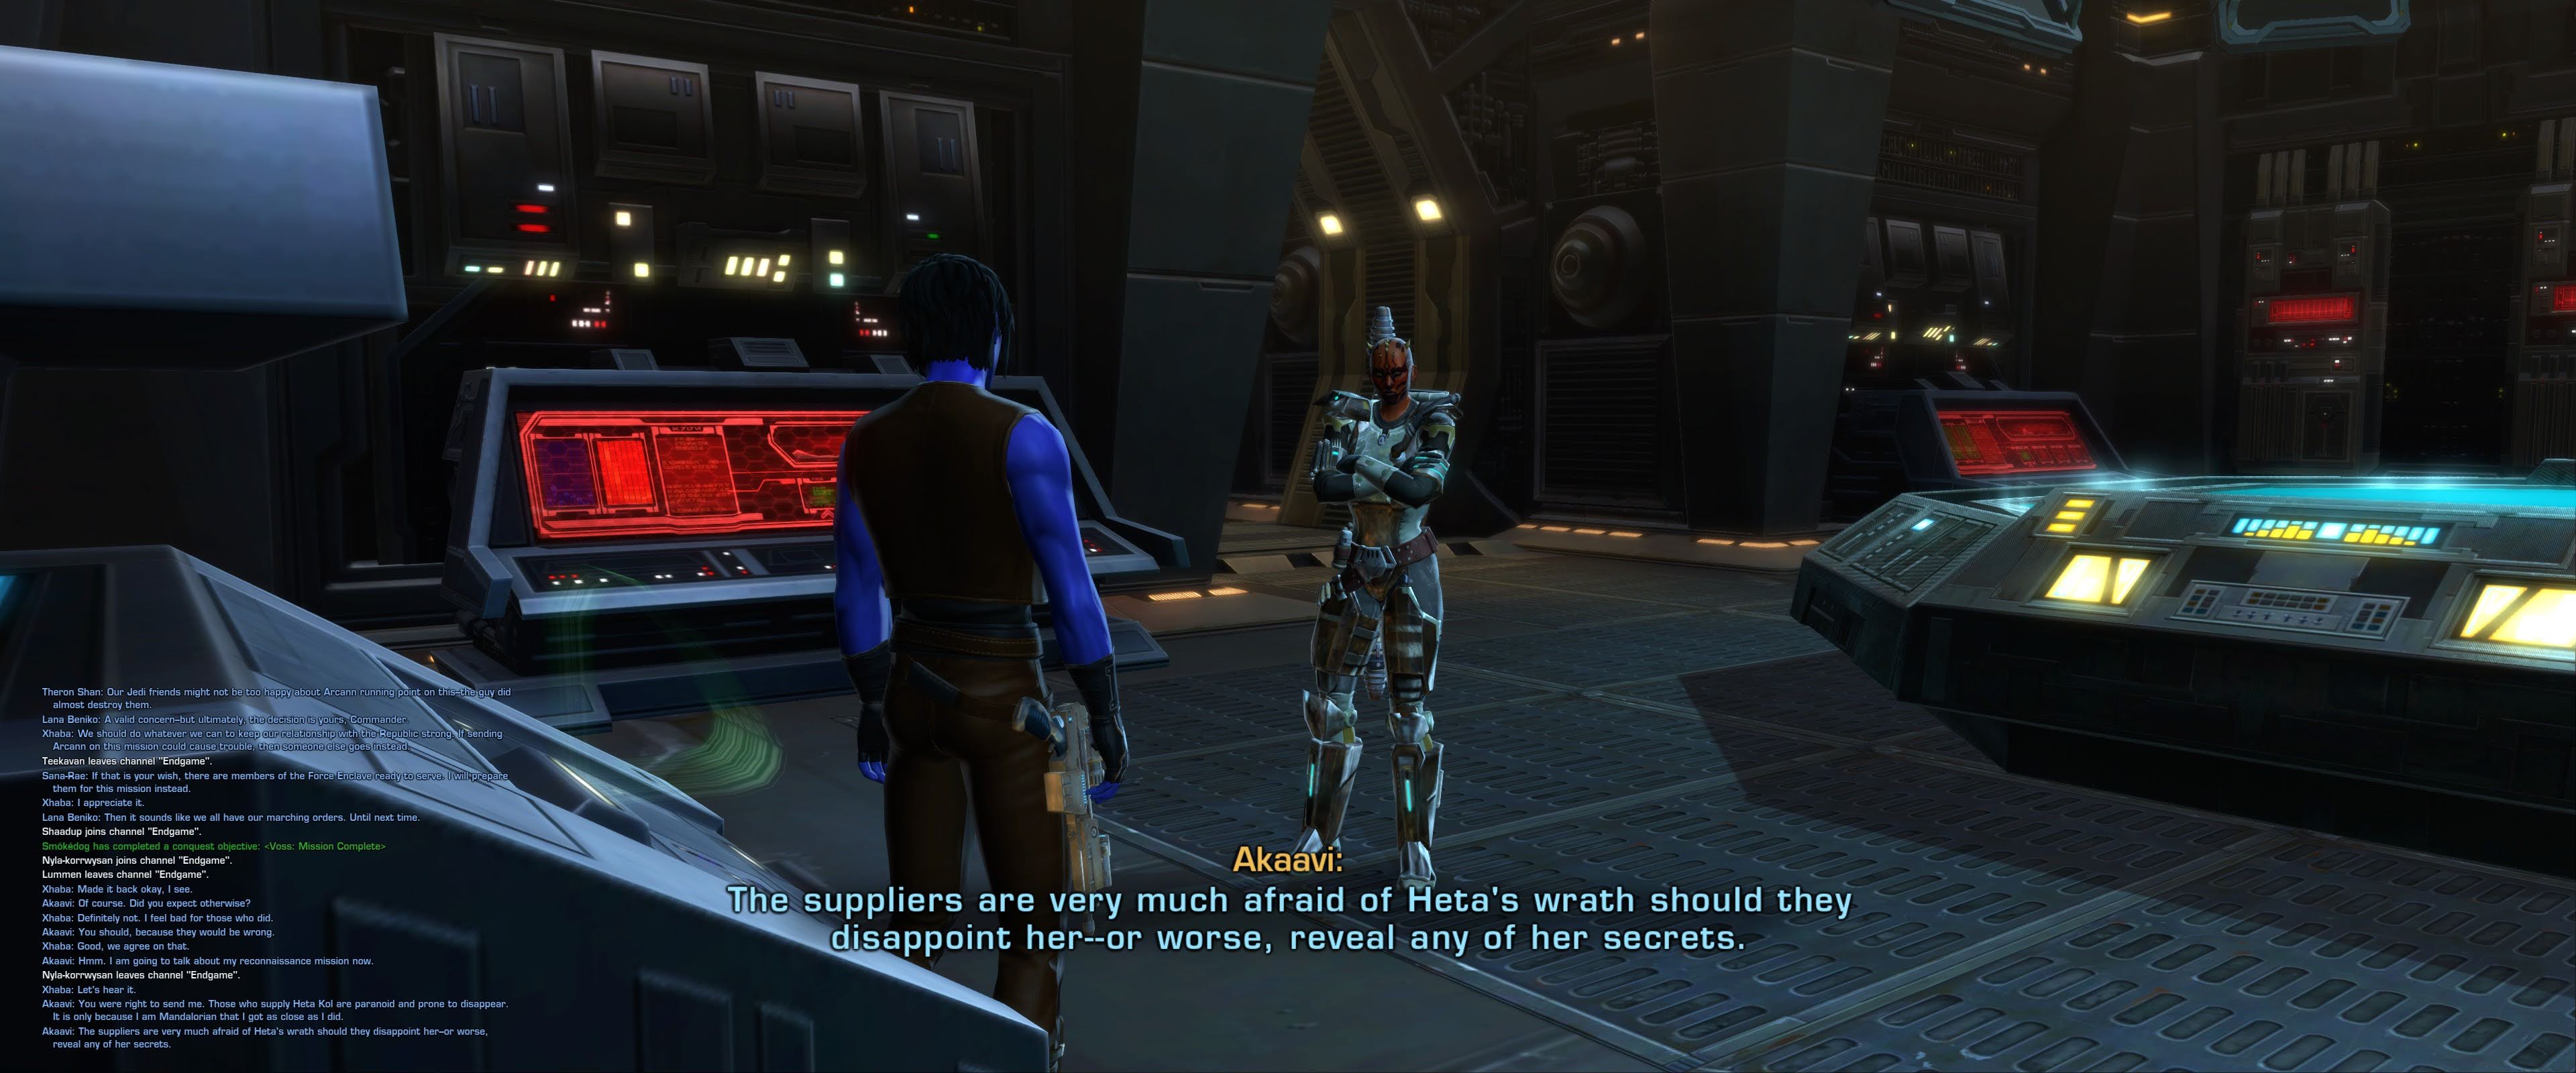 Theron Shan: Our Jedi friends might not be too happy about Arcann running point on this--the guy did
almost destroy them.
Lana Beniko: A valid concern--but ultimately, the decision is yours, Commander.
Xhaba: We should do whatever we can to keep our relationship with the Republic strong. If sending
Arcann on this mission could cause trouble, then someone else goes instead.
Teekavan leaves channel "Endgame".
Sana-Rae: If that is your wish, there are members of the Force Enclave ready to serve. I will prepare
them for this mission instead.
Xhaba: I appreciate it.
Lana Beniko: Then it sounds like we all have our marching orders. Until next time.
Shaadup joins channel "Endgame".
Smókédog has completed a conquest objective: <Voss: Mission Complete>
Nyla-korrwysan joins channel "Endgame".
Lummen leaves channel "Endgame".
Xhaba: Made it back okay, I see.
Akaavi: Of course. Did you expect otherwise?
Xhaba: Definitely not. I feel bad for those who did.
Akaavi: You should, because they would be wrong.
Xhaba: Good, we agree on that.
Akaavi: Hmm. I am going to talk about my reconnaissance mission now.
Nyla-korrwysan leaves channel "Endgame".
Xhaba: Let's hear it.
Akaavi: You were right to send me. Those who supply Heta Kol are paranoid and prone to disappear.
It is only because I am Mandalorian that I got as close as I did.
Akaavi: The suppliers are very much afraid of Heta's wrath should they disappoint her--or worse,
reveal any of her secrets.
Akaavi:
The suppliers are very much afraid of Heta's wrath should they
disappoint her--or worse, reveal any of her secrets.